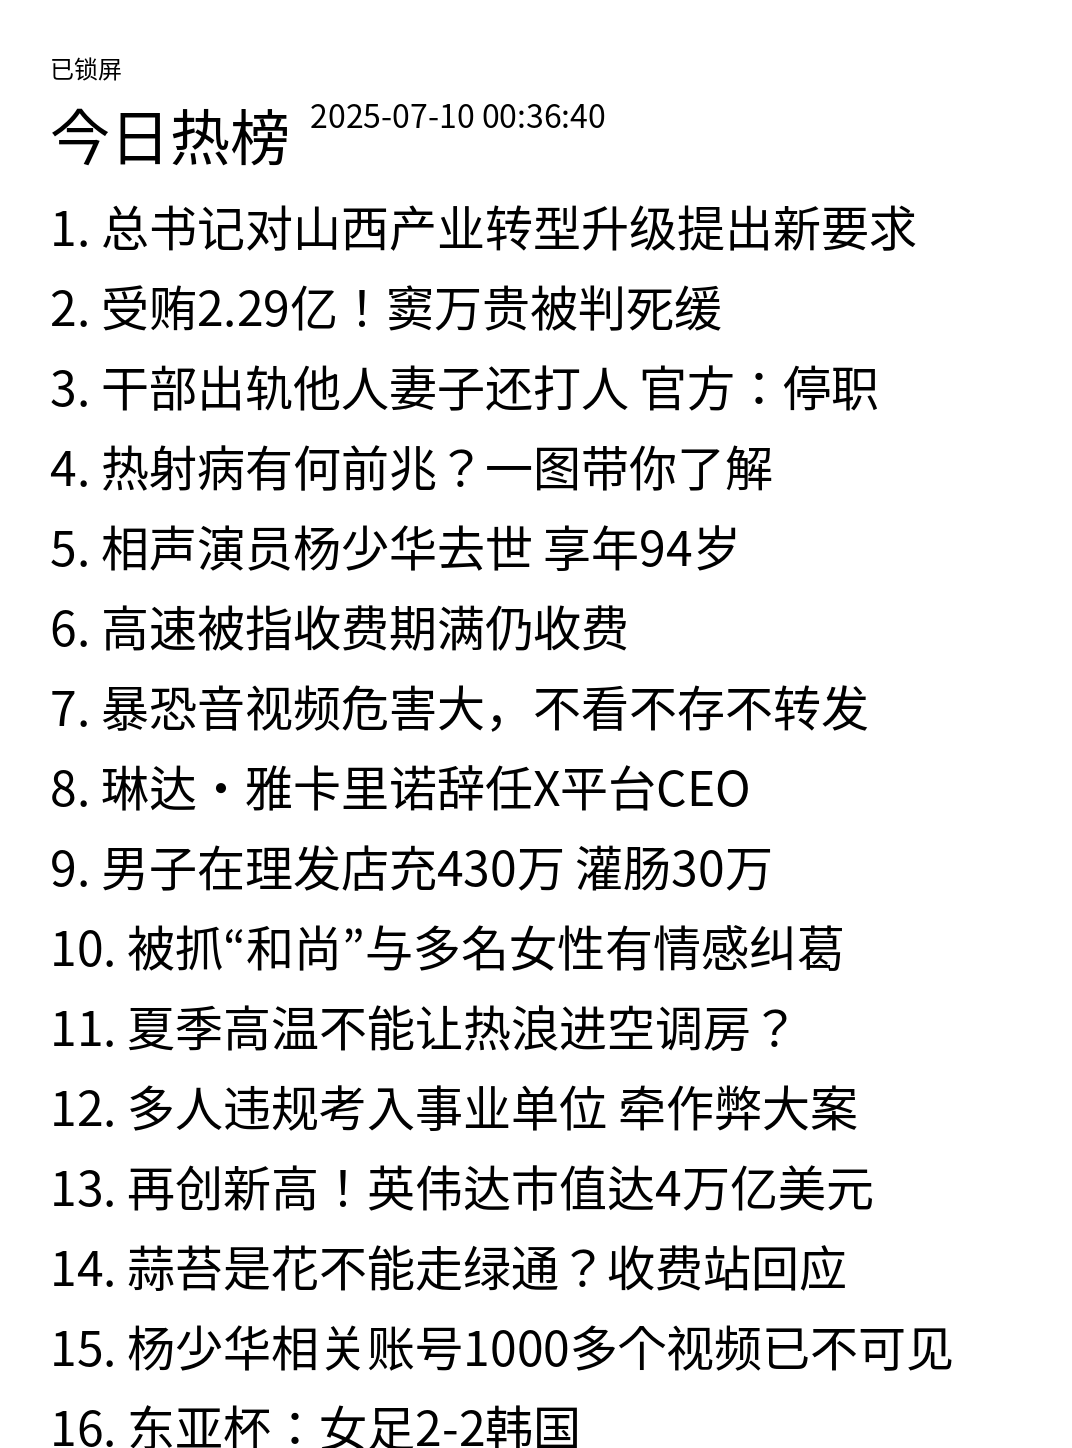 已锁屏
今日热榜 2025-07-10 00:36:40
1. 总书记对山西产业转型升级提出新要求
2. 受贿2.29亿！窦万贵被判死缓
3. 干部出轨他人妻子还打人 官方：停职
4. 热射病有何前兆？一图带你了解
5. 相声演员杨少华去世 享年94岁
6. 高速被指收费期满仍收费
7. 暴恐音视频危害大，不看不存不转发
8. 琳达・雅卡里诺辞任X平台CEO
9. 男子在理发店充430万 灌肠30万
10. 被抓“和尚”与多名女性有情感纠葛
11. 夏季高温不能让热浪进空调房？
12. 多人违规考入事业单位 牵作弊大案
13. 再创新高！英伟达市值达4万亿美元
14. 蒜苔是花不能走绿通？收费站回应
15. 杨少华相关账号1000多个视频已不可见
16. 东亚杯：女足2-2韩国